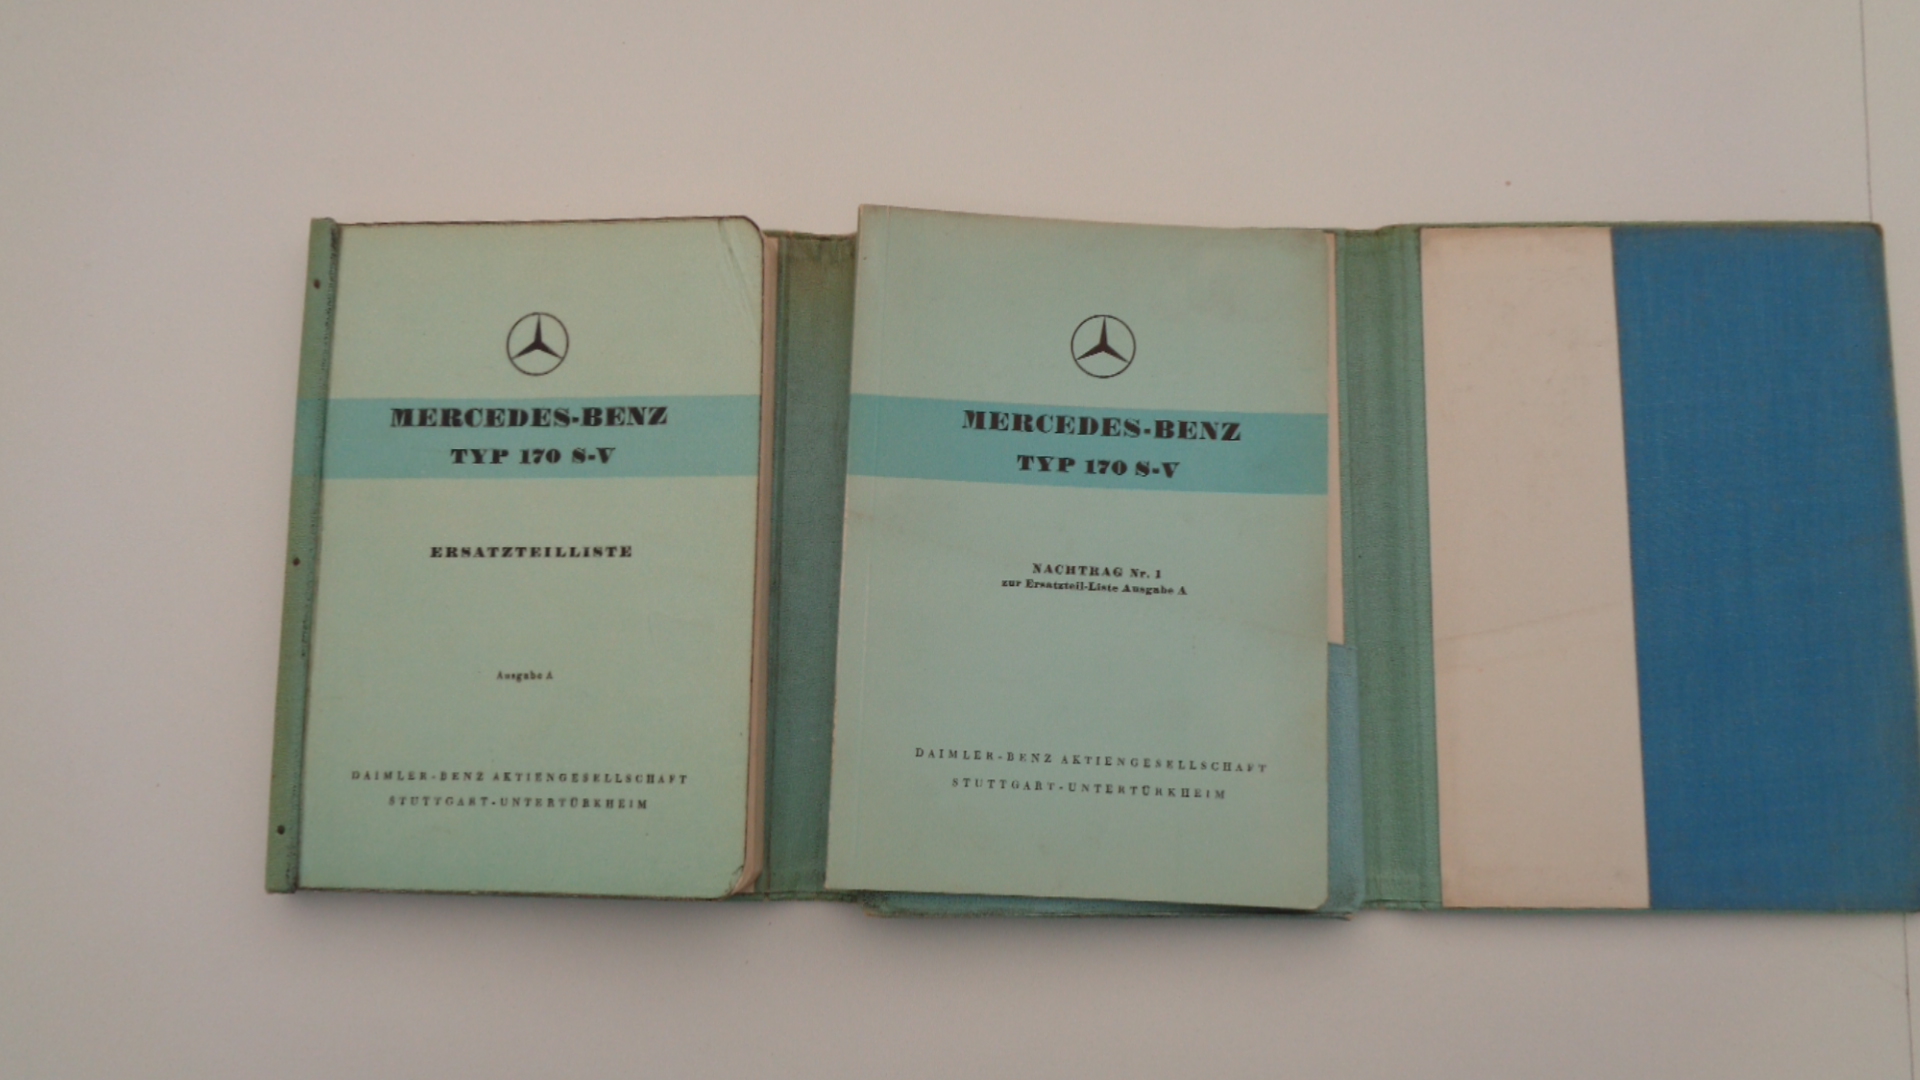 MERCEDES-BENZ
TYP 170 S-V
ERSATZTEILLISTE
Ausgabe A
DAIMLER-BENZ AKTIENGESELLSCHAFT
STUTTGART-UNTERTÜRKHEIM
MERCEDES-BENZ
TYP 170 S-V
NACHTRAG Nr. 1
zur Ersatzteil-Liste Ausgabe A
DAIMLER-BENZ AKTIENGESELLSCHAFT
STUTTGART-UNTERTÜRKHEIM